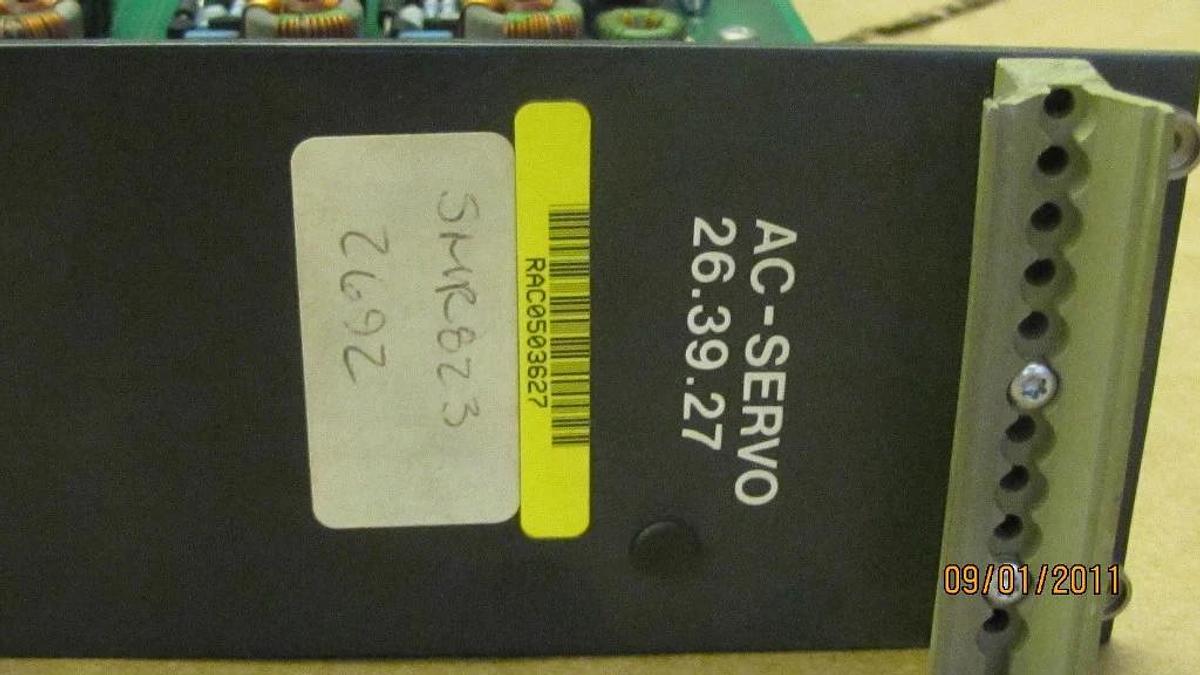 AC-SERVO
26.39.27
RAC0503627
SMR823
2692
09/01/2011